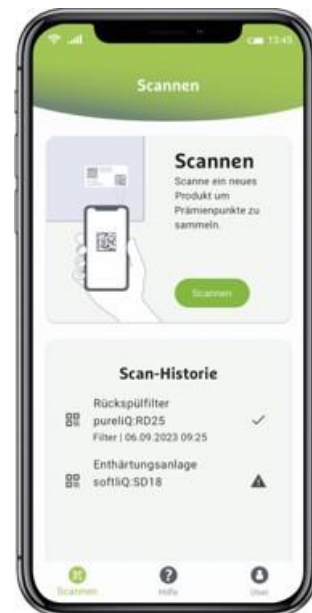 13:45
Scannen
Scannen
Scanne ein neues
Produkt um
Prämienpunkte zu
sammeln.
Scannen
Scan-Historie
Rückspülfilter
pureliQ:RD25
Filter | 06.09.2023 09:25
Enthärtungsanlage
softliQ:SD18
Scannen
Hilfe
User